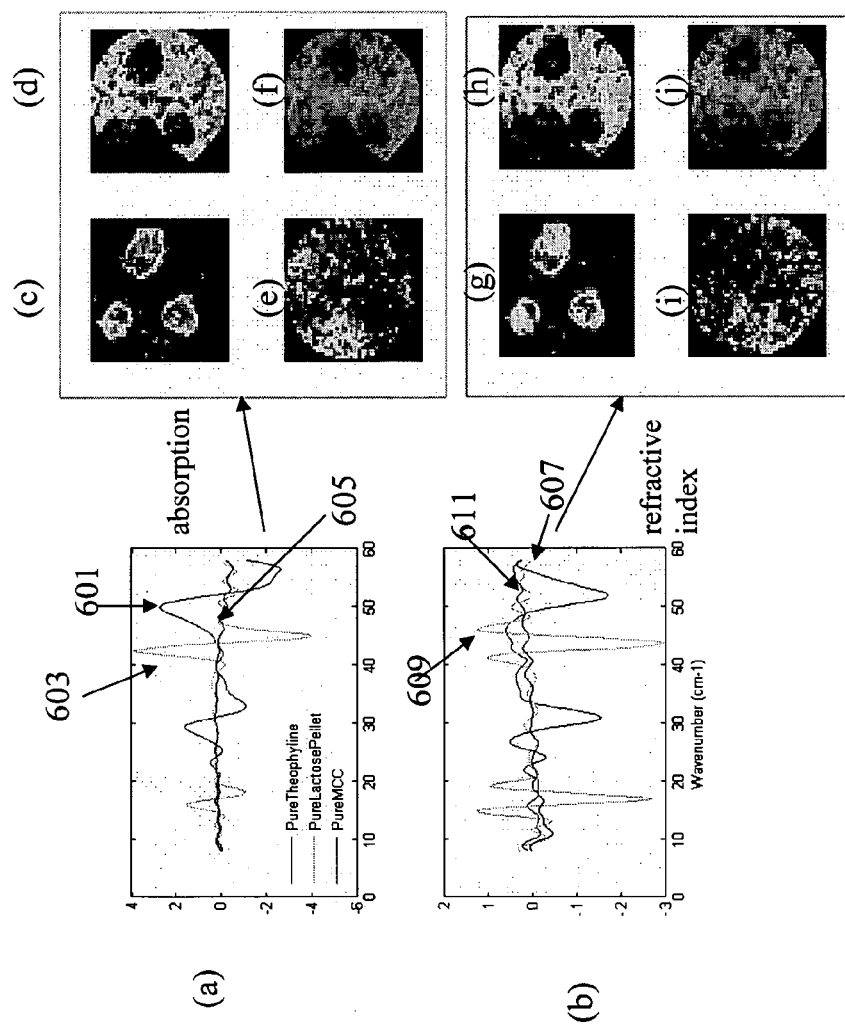 (a)
4
2
0
-2
-4
-6
0
10
20
30
40
50
60
PureTheophyline
PureLactosePellet
PureMCC
603
601
605
absorption
(c)
(d)
(e)
(f)
(b)
2
1
0
-1
-2
-3
0
10
20
30
40
50
60
Wavenumber (cm-1)
609
611
607
refractive
index
(g)
(h)
(i)
(j)